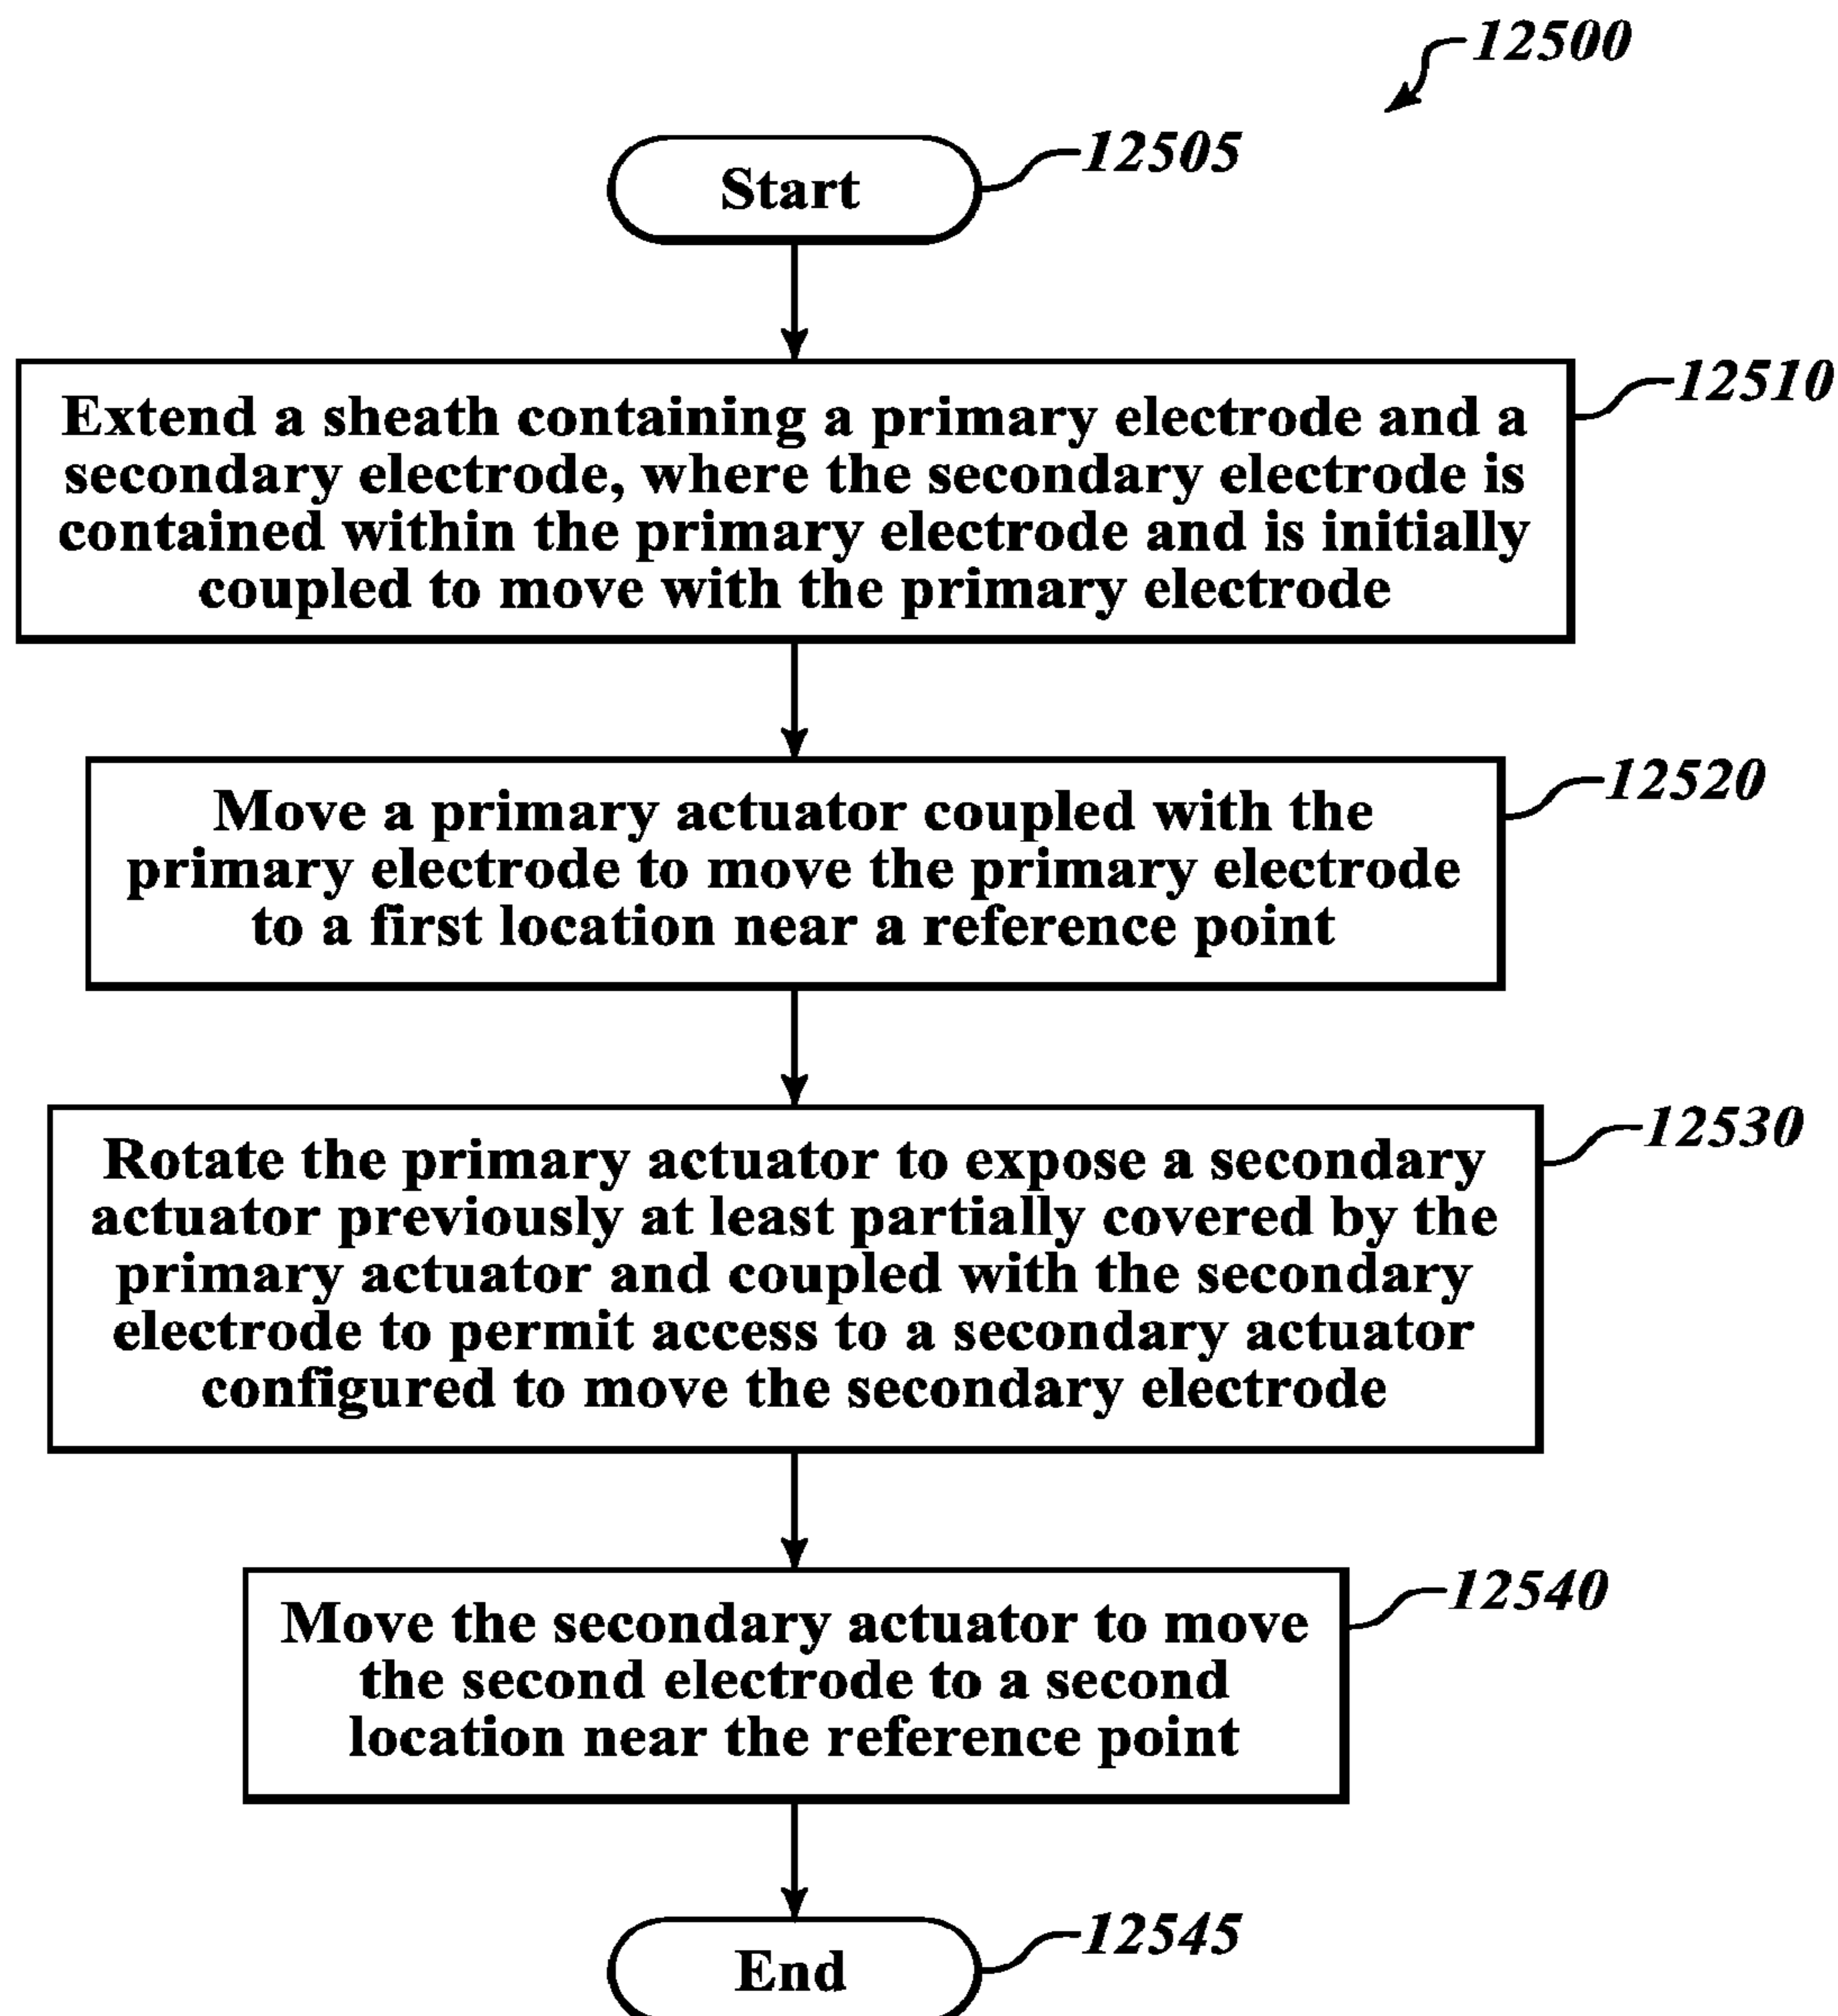 12500
Start
12505
Extend a sheath containing a primary electrode and a
secondary electrode, where the secondary electrode is
contained within the primary electrode and is initially
coupled to move with the primary electrode
12510
Move a primary actuator coupled with the
primary electrode to move the primary electrode
to a first location near a reference point
12520
Rotate the primary actuator to expose a secondary
actuator previously at least partially covered by the
primary actuator and coupled with the secondary
electrode to permit access to a secondary actuator
configured to move the secondary electrode
12530
Move the secondary actuator to move
the second electrode to a second
location near the reference point
12540
End
12545